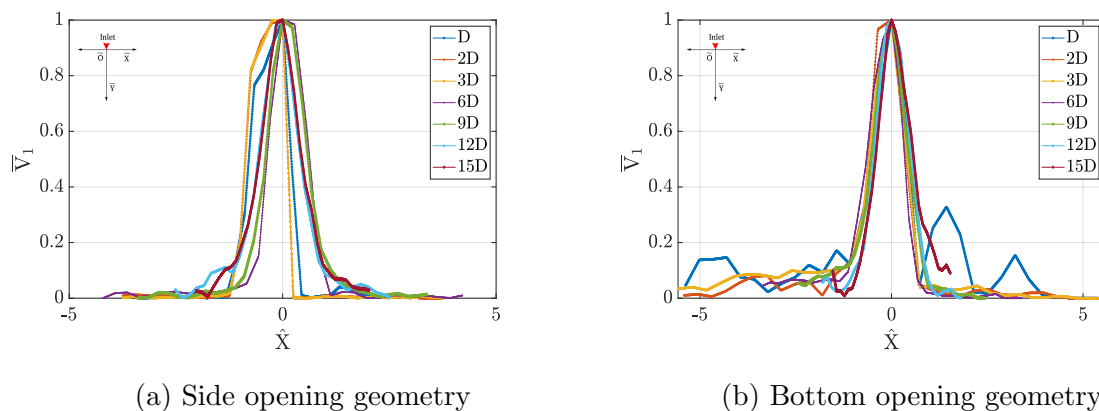 1
0.8
0.6
0.4
0.2
0
-5
0
5
V̅₁
X̂
Inlet
Õ
X̃
Ỹ
D
2D
3D
6D
9D
12D
15D
(a) Side opening geometry
1
0.8
0.6
0.4
0.2
0
-5
0
5
V̅₁
X̂
Inlet
Õ
X̃
Ỹ
D
2D
3D
6D
9D
12D
15D
(b) Bottom opening geometry